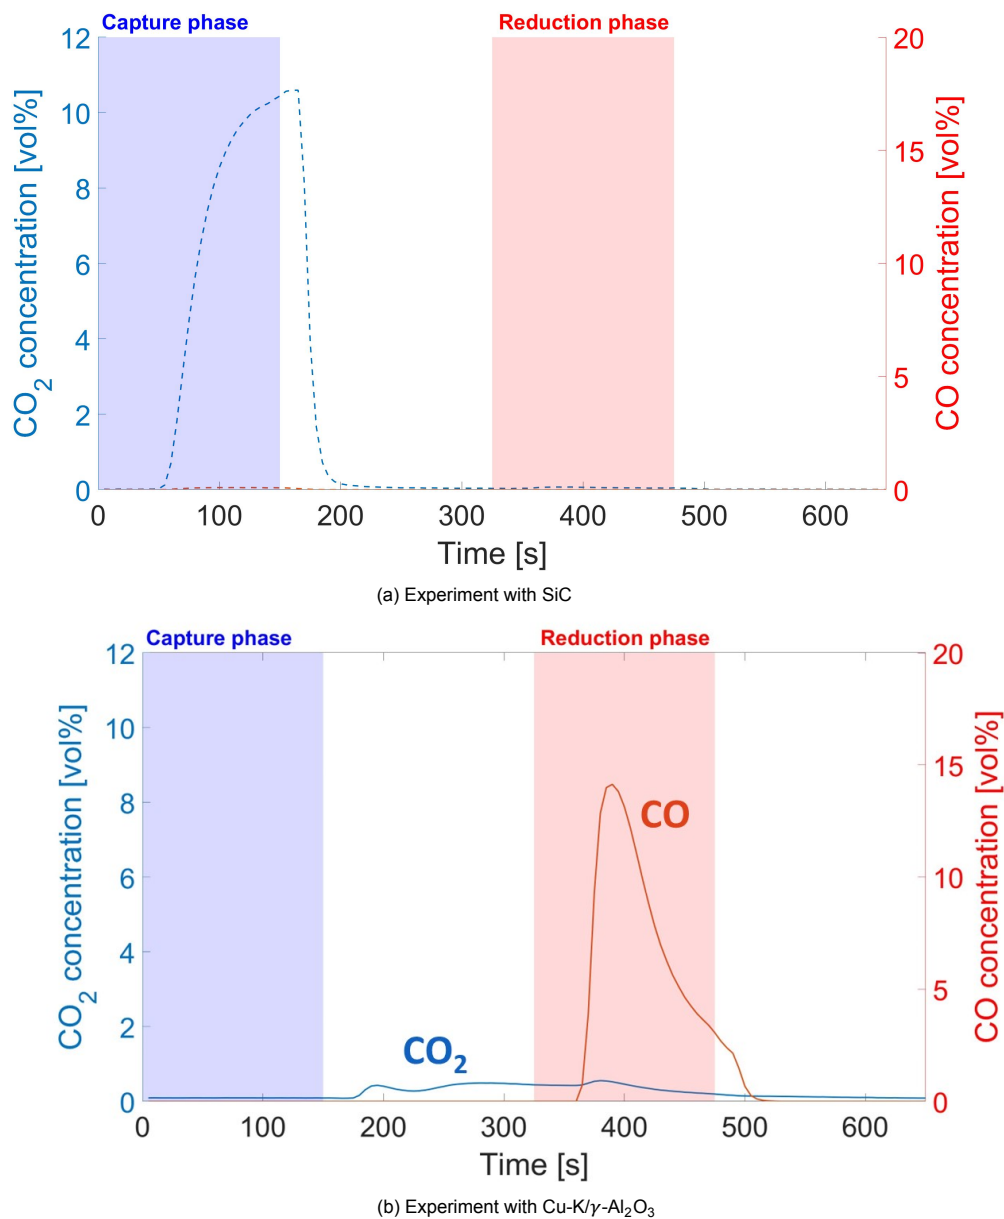 Capture phase
Reduction phase
12
10
8
6
4
2
0
CO₂ concentration [vol%]
20
15
10
5
0
CO concentration [vol%]
0 100 200 300 400 500 600
Time [s]
(a) Experiment with SiC
Capture phase
Reduction phase
12
10
8
6
4
2
0
CO₂ concentration [vol%]
CO
CO₂
20
15
10
5
0
CO concentration [vol%]
0 100 200 300 400 500 600
Time [s]
(b) Experiment with Cu-K/γ-Al₂O₃